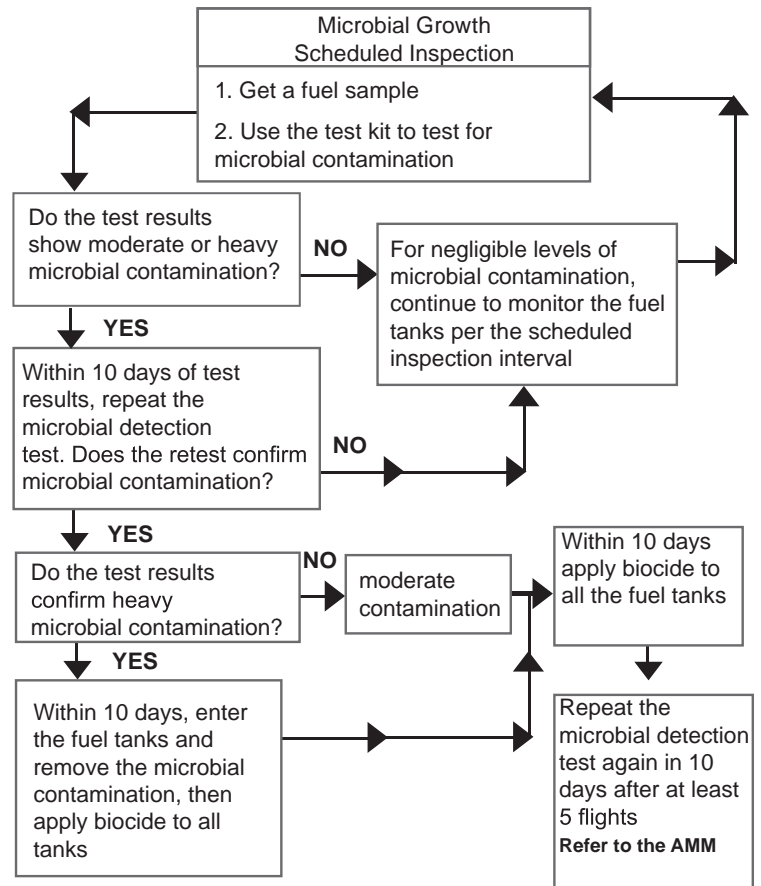 Microbial Growth
Scheduled Inspection
1. Get a fuel sample
2. Use the test kit to test for
microbial contamination
Do the test results
show moderate or heavy
microbial contamination?
NO
For negligible levels of
microbial contamination,
continue to monitor the fuel
tanks per the scheduled
inspection interval
YES
Within 10 days of test
results, repeat the
microbial detection
test. Does the retest confirm
microbial contamination?
NO
YES
Do the test results
confirm heavy
microbial contamination?
NO
moderate
contamination
Within 10 days
apply biocide to
all the fuel tanks
YES
Within 10 days, enter
the fuel tanks and
remove the microbial
contamination, then
apply biocide to all
tanks
Repeat the
microbial detection
test again in 10
days after at least
5 flights
Refer to the AMM